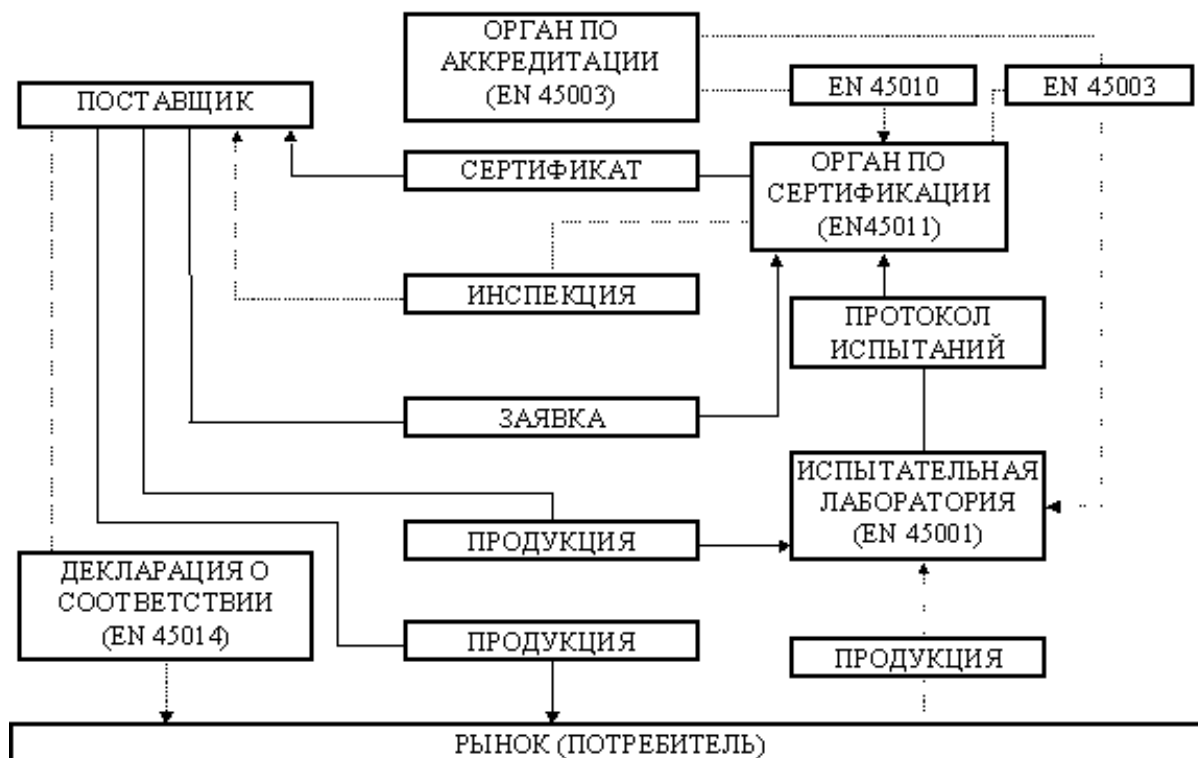 ОРГАН ПО
АККРЕДИТАЦИИ
(EN 45003)
ПОСТАВЩИК
EN 45010
EN 45003
СЕРТИФИКАТ
ОРГАН ПО
СЕРТИФИКАЦИИ
(EN45011)
ИНСПЕКЦИЯ
ПРОТОКОЛ
ИСПЫТАНИЙ
ЗАЯВКА
ИСПЫТАТЕЛЬНАЯ
ЛАБОРАТОРИЯ
(EN 45001)
ПРОДУКЦИЯ
ДЕКЛАРАЦИЯ О
СООТВЕТСТВИИ
(EN 45014)
ПРОДУКЦИЯ
ПРОДУКЦИЯ
РЫНОК (ПОТРЕБИТЕЛЬ)